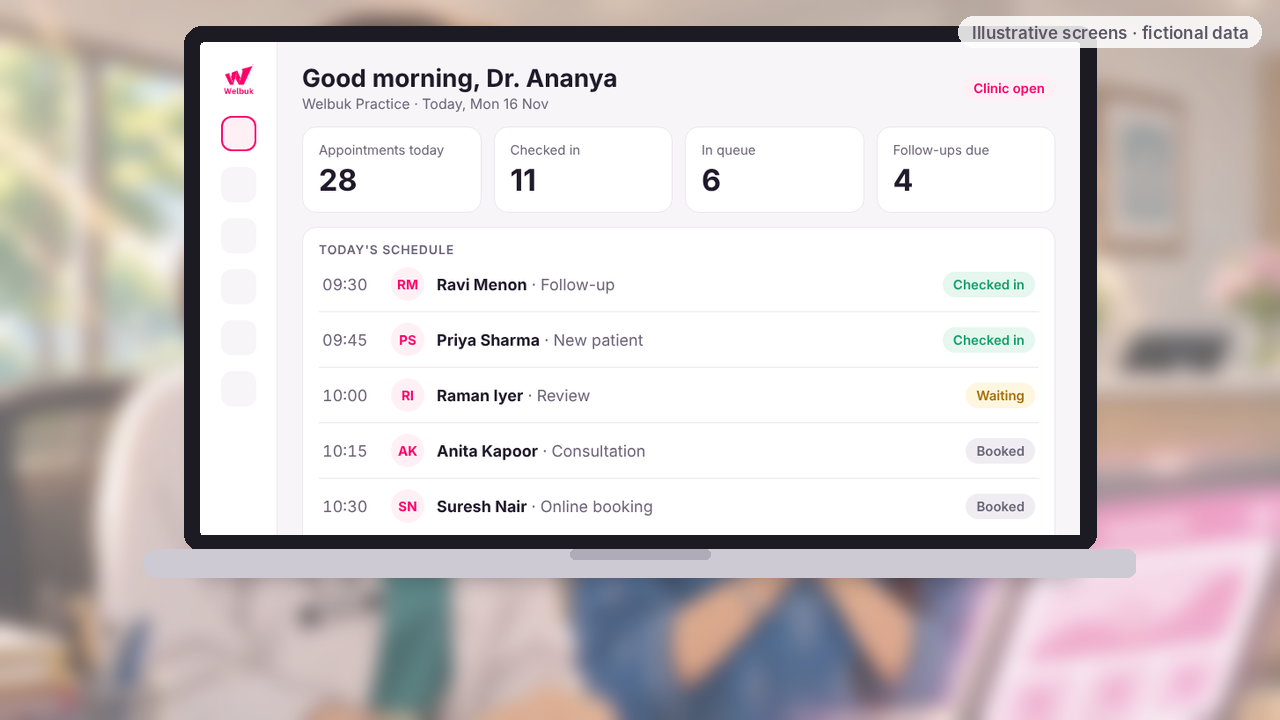 Illustrative screens · fictional data
Welbuk
Good morning, Dr. Ananya
Welbuk Practice · Today, Mon 16 Nov
Clinic open
Appointments today
28
Checked in
11
In queue
6
Follow-ups due
4
TODAY'S SCHEDULE
09:30 RM Ravi Menon · Follow-up Checked in
09:45 PS Priya Sharma · New patient Checked in
10:00 RI Raman Iyer · Review Waiting
10:15 AK Anita Kapoor · Consultation Booked
10:30 SN Suresh Nair · Online booking Booked